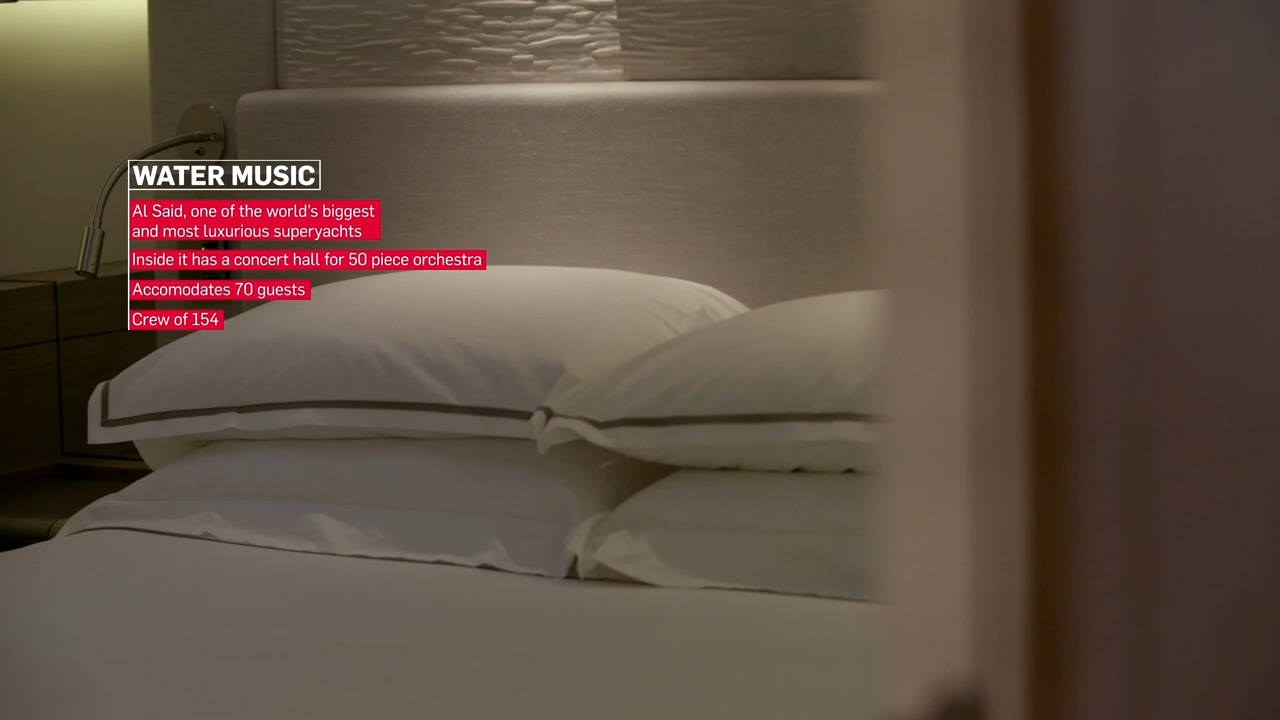 WATER MUSIC
Al Said, one of the world's biggest
and most luxurious superyachts
Inside it has a concert hall for 50 piece orchestra
Accomodates 70 guests
Crew of 154